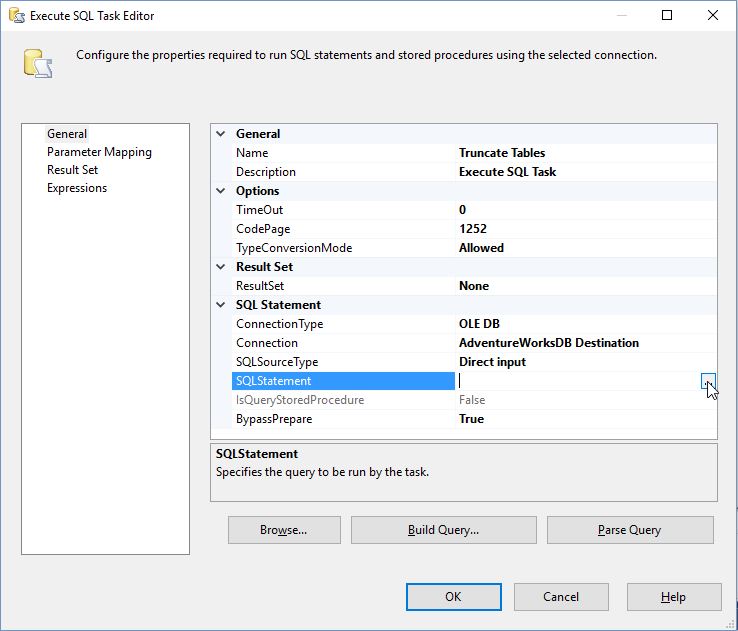 Execute SQL Task Editor
Configure the properties required to run SQL statements and stored procedures using the selected connection.
General
Parameter Mapping
Result Set
Expressions
General
Name Truncate Tables
Description Execute SQL Task
Options
TimeOut 0
CodePage 1252
TypeConversionMode Allowed
Result Set
ResultSet None
SQL Statement
ConnectionType OLE DB
Connection AdventureWorksDB Destination
SQLSourceType Direct input
SQLStatement
IsQueryStoredProcedure False
BypassPrepare True
SQLStatement
Specifies the query to be run by the task.
Browse... Build Query... Parse Query
OK Cancel Help